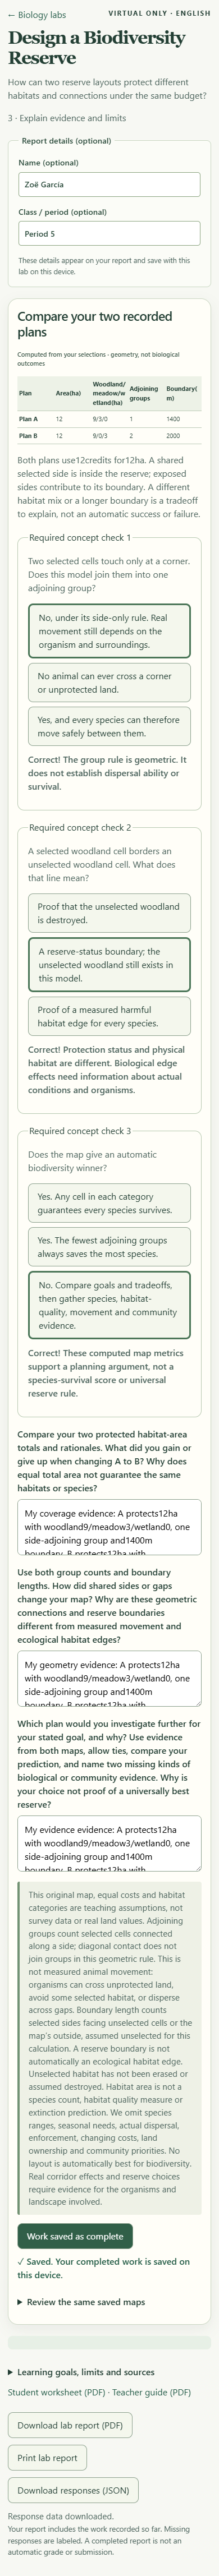 ← Biology labs
VIRTUAL ONLY · ENGLISH
Design a Biodiversity
Reserve
How can two reserve layouts protect different
habitats and connections under the same budget?
3 · Explain evidence and limits
Report details (optional)
Name (optional)
Zoë García
Class / period (optional)
Period 5
These details appear on your report and save with this
lab on this device.
Compare your two recorded
plans
Computed from your selections · geometry, not biological
outcomes
Plan Area(ha) Woodland/meadow/wetland(ha) Adjoining groups Boundary(m)
Plan A 12 9/3/0 1 1400
Plan B 12 9/0/3 2 2000
Both plans use12credits for12ha. A shared
selected side is inside the reserve; exposed
sides contribute to its boundary. A different
habitat mix or a longer boundary is a tradeoff
to explain, not an automatic success or failure.
Required concept check 1
Two selected cells touch only at a corner.
Does this model join them into one
adjoining group?
No, under its side-only rule. Real
movement still depends on the
organism and surroundings.
No animal can ever cross a corner
or unprotected land.
Yes, and every species can therefore
move safely between them.
Correct! The group rule is geometric. It
does not establish dispersal ability or
survival.
Required concept check 2
A selected woodland cell borders an
unselected woodland cell. What does
that line mean?
Proof that the unselected woodland
is destroyed.
A reserve-status boundary; the
unselected woodland still exists in
this model.
Proof of a measured harmful
habitat edge for every species.
Correct! Protection status and physical
habitat are different. Biological edge
effects need information about actual
conditions and organisms.
Required concept check 3
Does the map give an automatic
biodiversity winner?
Yes. Any cell in each category
guarantees every species survives.
Yes. The fewest adjoining groups
always saves the most species.
No. Compare goals and tradeoffs,
then gather species, habitat-
quality, movement and community
evidence.
Correct! These computed map metrics
support a planning argument, not a
species-survival score or universal
reserve rule.
Compare your two protected habitat-area
totals and rationales. What did you gain or
give up when changing A to B? Why does
equal total area not guarantee the same
habitats or species?
My coverage evidence: A protects12ha
with woodland9/meadow3/wetland0, one
side-adjoining group and1400m
boundary. B protects12ha with
Use both group counts and boundary
lengths. How did shared sides or gaps
change your map? Why are these geometric
connections and reserve boundaries
different from measured movement and
ecological habitat edges?
My geometry evidence: A protects12ha
with woodland9/meadow3/wetland0, one
side-adjoining group and1400m
boundary. B protects12ha with
Which plan would you investigate further for
your stated goal, and why? Use evidence
from both maps, allow ties, compare your
prediction, and name two missing kinds of
biological or community evidence. Why is
your choice not proof of a universally best
reserve?
My evidence evidence: A protects12ha
with woodland9/meadow3/wetland0, one
side-adjoining group and1400m
boundary. B protects12ha with
This original map, equal costs and habitat
categories are teaching assumptions, not
survey data or real land values. Adjoining
groups count selected cells connected
along a side; diagonal contact does not
join groups in this geometric rule. This is
not measured animal movement:
organisms can cross unprotected land,
avoid some selected habitat, or disperse
across gaps. Boundary length counts
selected sides facing unselected cells or the
map's outside, assumed unselected for this
calculation. A reserve boundary is not
automatically an ecological habitat edge.
Unselected habitat has not been erased or
assumed destroyed. Habitat area is not a
species count, habitat quality measure or
extinction prediction. We omit species
ranges, seasonal needs, actual dispersal,
enforcement, changing costs, land
ownership and community priorities. No
layout is automatically best for biodiversity.
Real corridor effects and reserve choices
require evidence for the organisms and
landscape involved.
Work saved as complete
✓ Saved. Your completed work is saved on
this device.
▶ Review the same saved maps
▶ Learning goals, limits and sources
Student worksheet (PDF) · Teacher guide (PDF)
Download lab report (PDF)
Print lab report
Download responses (JSON)
Response data downloaded.
Your report includes the work recorded so far. Missing
responses are labeled. A completed report is not an
automatic grade or submission.